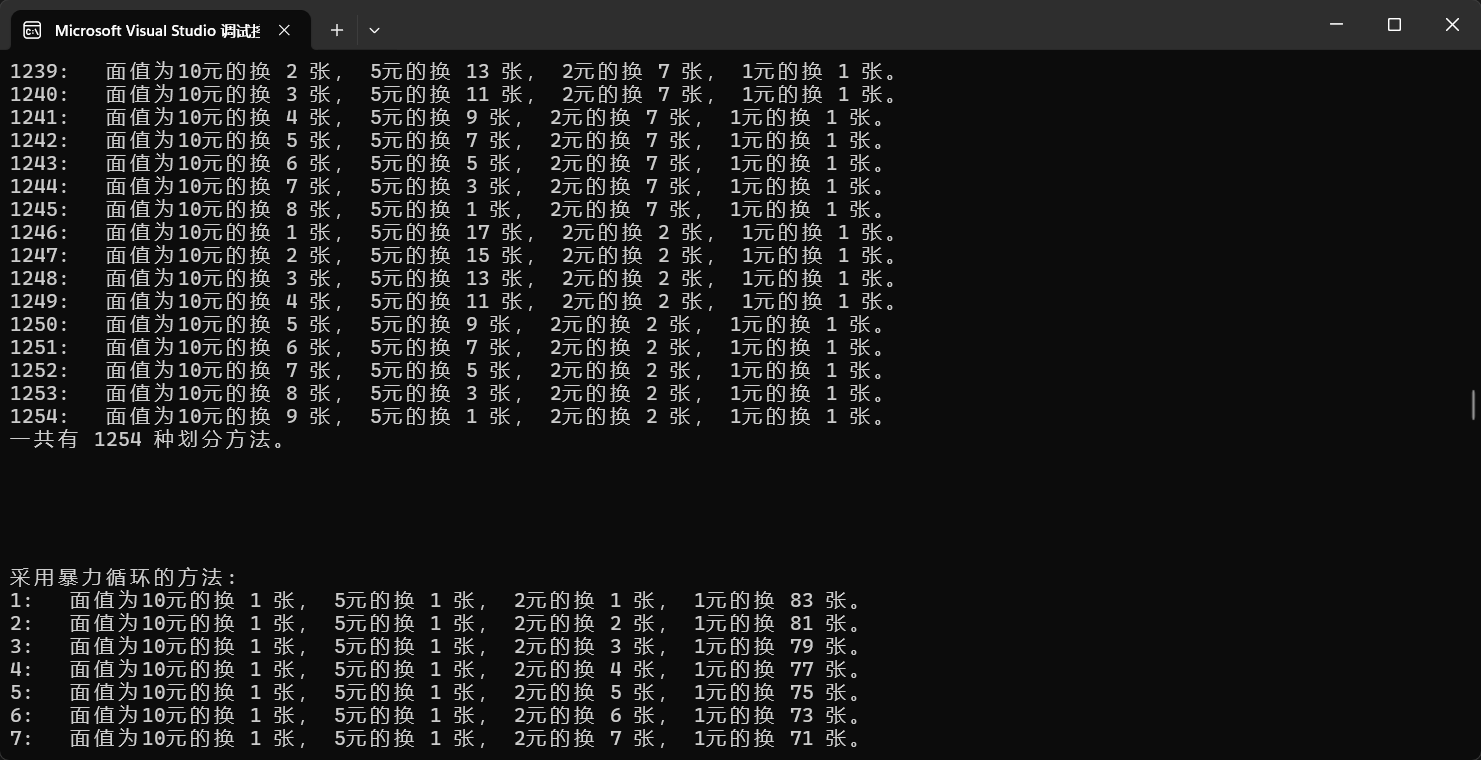 Microsoft Visual Studio 调试
1239: 面值为10元的换 2 张, 5元的换 13 张, 2元的换 7 张, 1元的换 1 张。
1240: 面值为10元的换 3 张, 5元的换 11 张, 2元的换 7 张, 1元的换 1 张。
1241: 面值为10元的换 4 张, 5元的换 9 张, 2元的换 7 张, 1元的换 1 张。
1242: 面值为10元的换 5 张, 5元的换 7 张, 2元的换 7 张, 1元的换 1 张。
1243: 面值为10元的换 6 张, 5元的换 5 张, 2元的换 7 张, 1元的换 1 张。
1244: 面值为10元的换 7 张, 5元的换 3 张, 2元的换 7 张, 1元的换 1 张。
1245: 面值为10元的换 8 张, 5元的换 1 张, 2元的换 7 张, 1元的换 1 张。
1246: 面值为10元的换 1 张, 5元的换 17 张, 2元的换 2 张, 1元的换 1 张。
1247: 面值为10元的换 2 张, 5元的换 15 张, 2元的换 2 张, 1元的换 1 张。
1248: 面值为10元的换 3 张, 5元的换 13 张, 2元的换 2 张, 1元的换 1 张。
1249: 面值为10元的换 4 张, 5元的换 11 张, 2元的换 2 张, 1元的换 1 张。
1250: 面值为10元的换 5 张, 5元的换 9 张, 2元的换 2 张, 1元的换 1 张。
1251: 面值为10元的换 6 张, 5元的换 7 张, 2元的换 2 张, 1元的换 1 张。
1252: 面值为10元的换 7 张, 5元的换 5 张, 2元的换 2 张, 1元的换 1 张。
1253: 面值为10元的换 8 张, 5元的换 3 张, 2元的换 2 张, 1元的换 1 张。
1254: 面值为10元的换 9 张, 5元的换 1 张, 2元的换 2 张, 1元的换 1 张。
一共有 1254 种划分方法。
采用暴力循环的方法:
1: 面值为10元的换 1 张, 5元的换 1 张, 2元的换 1 张, 1元的换 83 张。
2: 面值为10元的换 1 张, 5元的换 1 张, 2元的换 2 张, 1元的换 81 张。
3: 面值为10元的换 1 张, 5元的换 1 张, 2元的换 3 张, 1元的换 79 张。
4: 面值为10元的换 1 张, 5元的换 1 张, 2元的换 4 张, 1元的换 77 张。
5: 面值为10元的换 1 张, 5元的换 1 张, 2元的换 5 张, 1元的换 75 张。
6: 面值为10元的换 1 张, 5元的换 1 张, 2元的换 6 张, 1元的换 73 张。
7: 面值为10元的换 1 张, 5元的换 1 张, 2元的换 7 张, 1元的换 71 张。